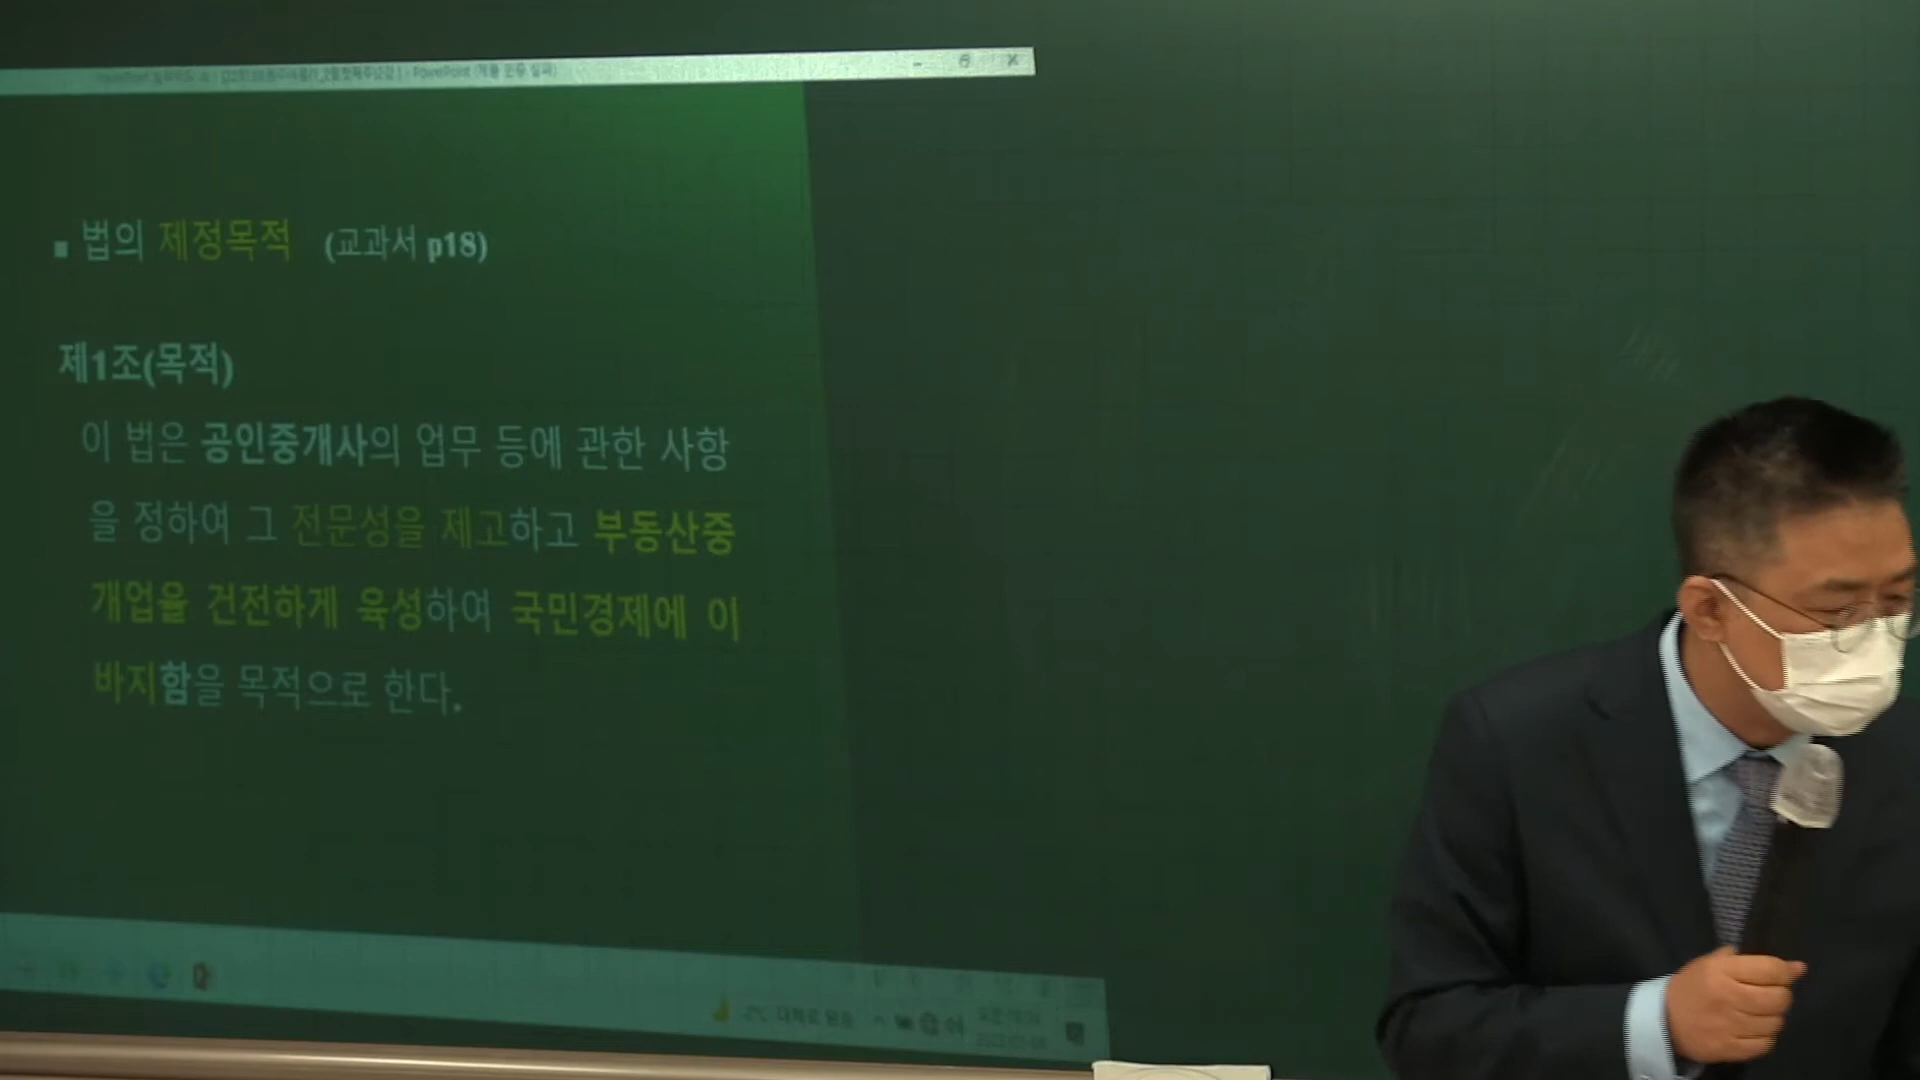 ■ 법의 제정목적 (교과서 p18)
제1조(목적)
이 법은 공인중개사의 업무 등에 관한 사항
을 정하여 그 전문성을 제고하고 부동산중
개업을 건전하게 육성하여 국민경제에 이
바지함을 목적으로 한다.